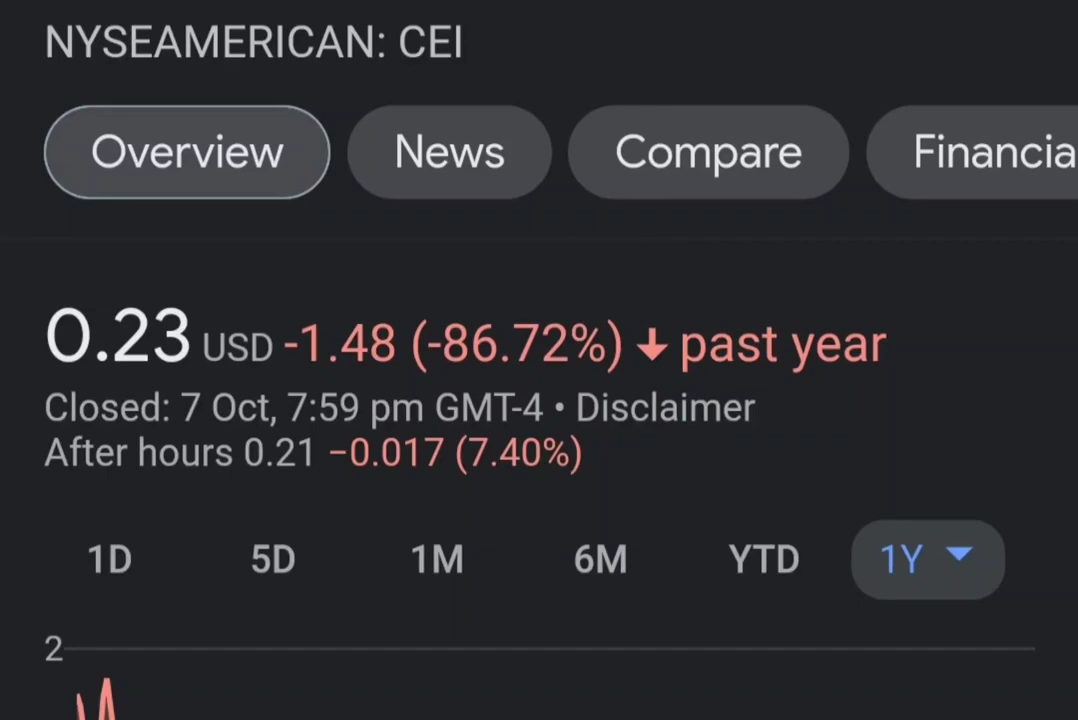 NYSEAMERICAN: CEI
Overview News Compare Financia
0.23 USD -1.48 (-86.72%) ↓ past year
Closed: 7 Oct, 7:59 pm GMT-4 • Disclaimer
After hours 0.21 −0.017 (7.40%)
1D 5D 1M 6M YTD 1Y
2